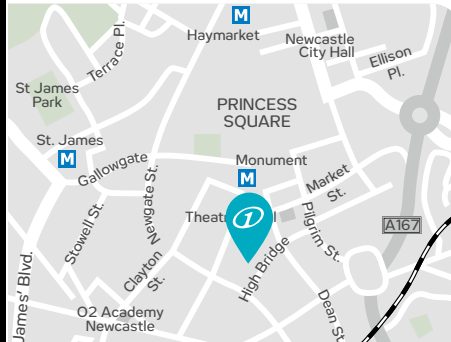 M
Haymarket
Newcastle
City Hall
Terrace Pl.
Ellison
Pl.
St James
Park
PRINCESS
SQUARE
St. James
M
Gallowgate
Monument
M
Market
St.
Stowell St.
Newgate St.
Pilgrim St.
A167
James' Blvd.
Clayton
St.
High Bridge
Dean St.
O2 Academy
Newcastle